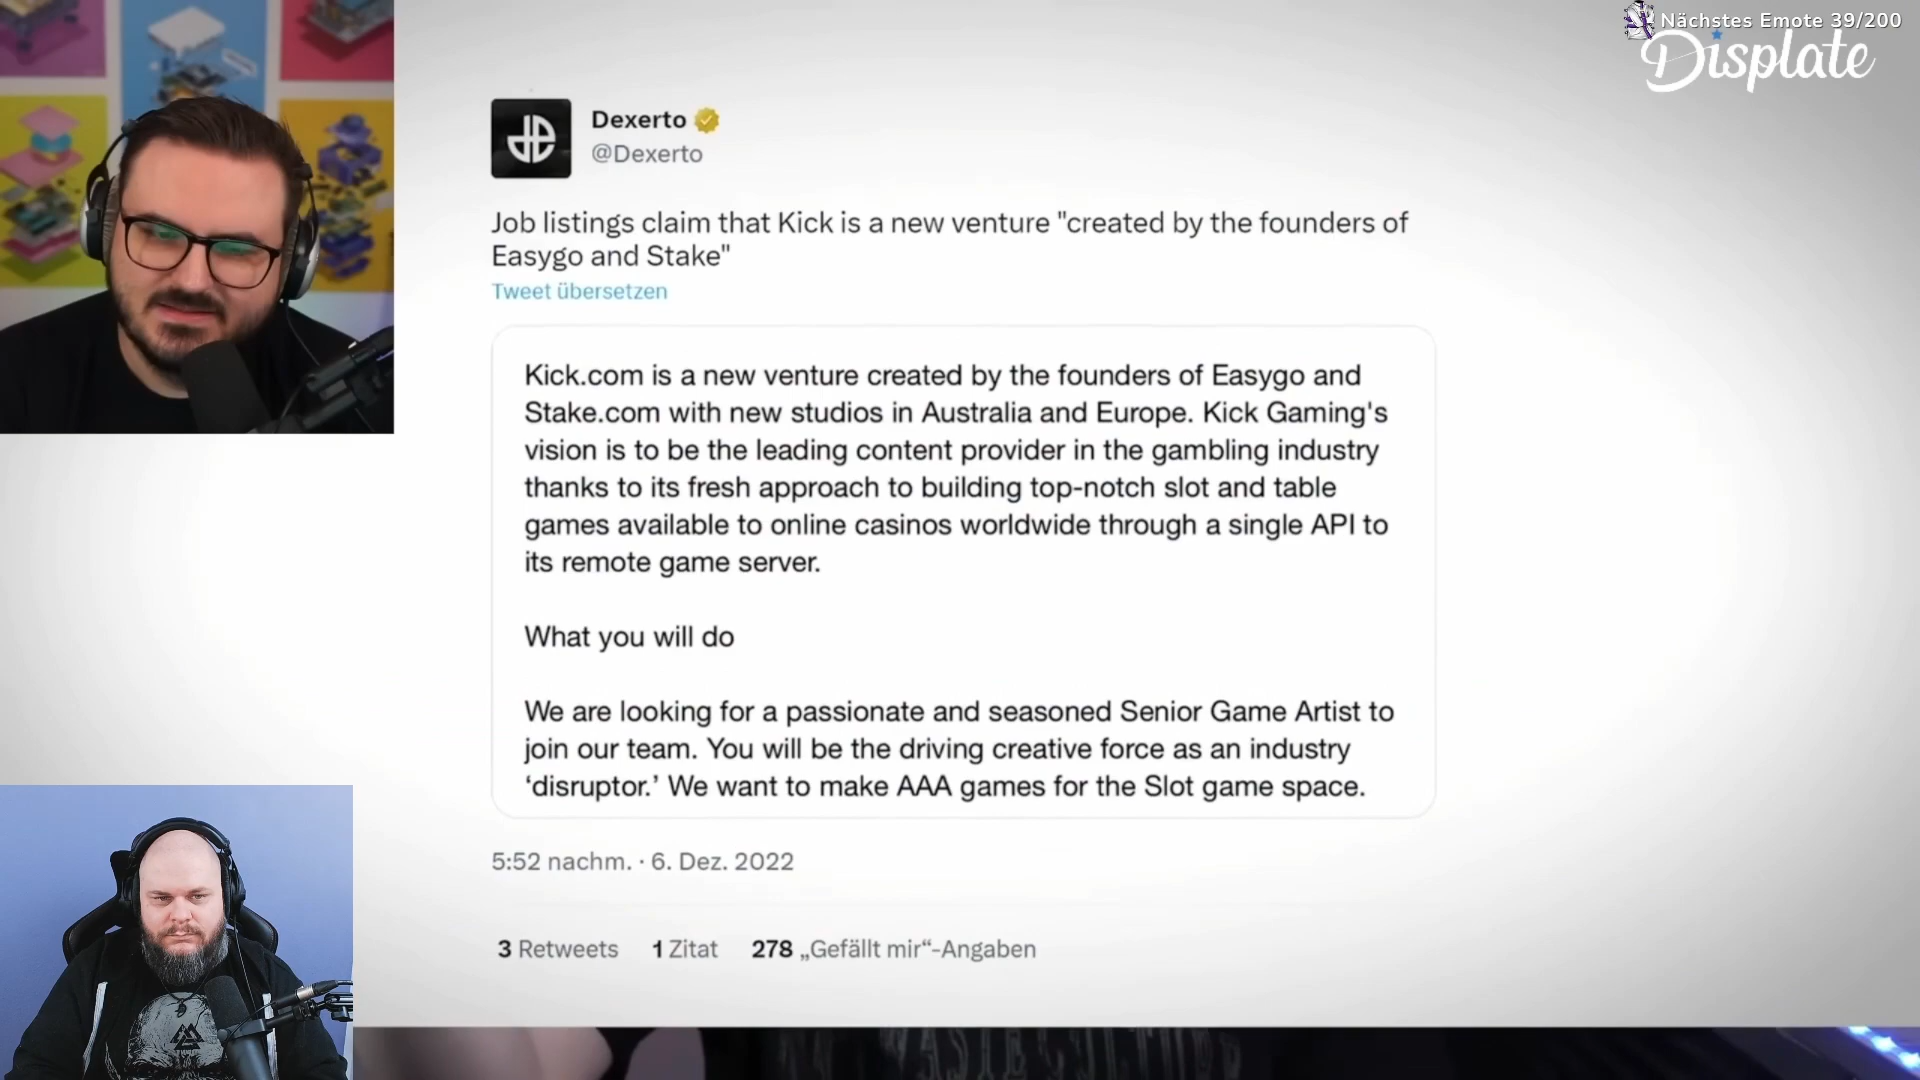 Nächstes Emote 39/200
Displate
Dexerto
@Dexerto
Job listings claim that Kick is a new venture "created by the founders of
Easygo and Stake"
Tweet übersetzen
Kick.com is a new venture created by the founders of Easygo and
Stake.com with new studios in Australia and Europe. Kick Gaming's
vision is to be the leading content provider in the gambling industry
thanks to its fresh approach to building top-notch slot and table
games available to online casinos worldwide through a single API to
its remote game server.
What you will do
We are looking for a passionate and seasoned Senior Game Artist to
join our team. You will be the driving creative force as an industry
‘disruptor.’ We want to make AAA games for the Slot game space.
5:52 nachm. · 6. Dez. 2022
3 Retweets 1 Zitat 278 „Gefällt mir“-Angaben